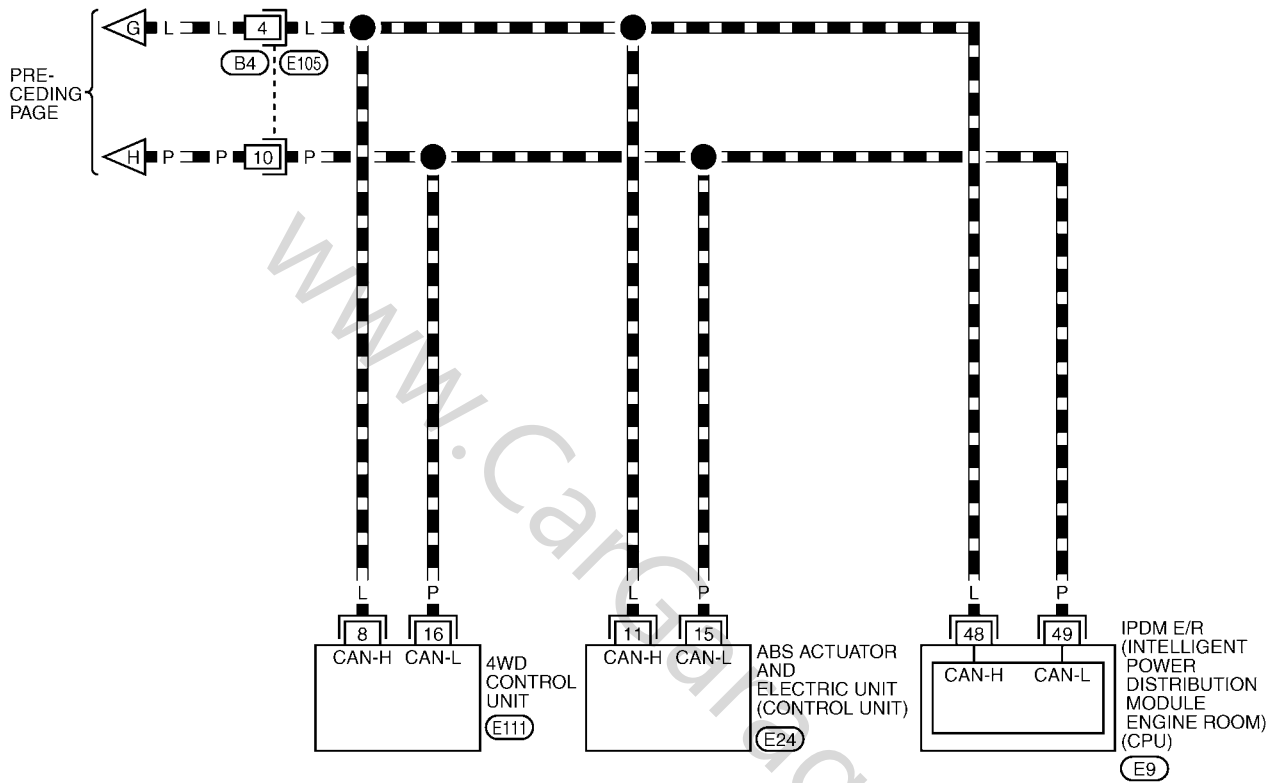 G L L 4 L
B4 E105
PRE-
CEDING
PAGE
H P P 10 P
L P L P L P
8 16 11 15 48 49
CAN-H CAN-L
4WD
CONTROL
UNIT
E111
CAN-H CAN-L
ABS ACTUATOR
AND
ELECTRIC UNIT
(CONTROL UNIT)
E24
CAN-H CAN-L
IPDM E/R
(INTELLIGENT
POWER
DISTRIBUTION
MODULE
ENGINE ROOM)
(CPU)
E9
www.CarGarag